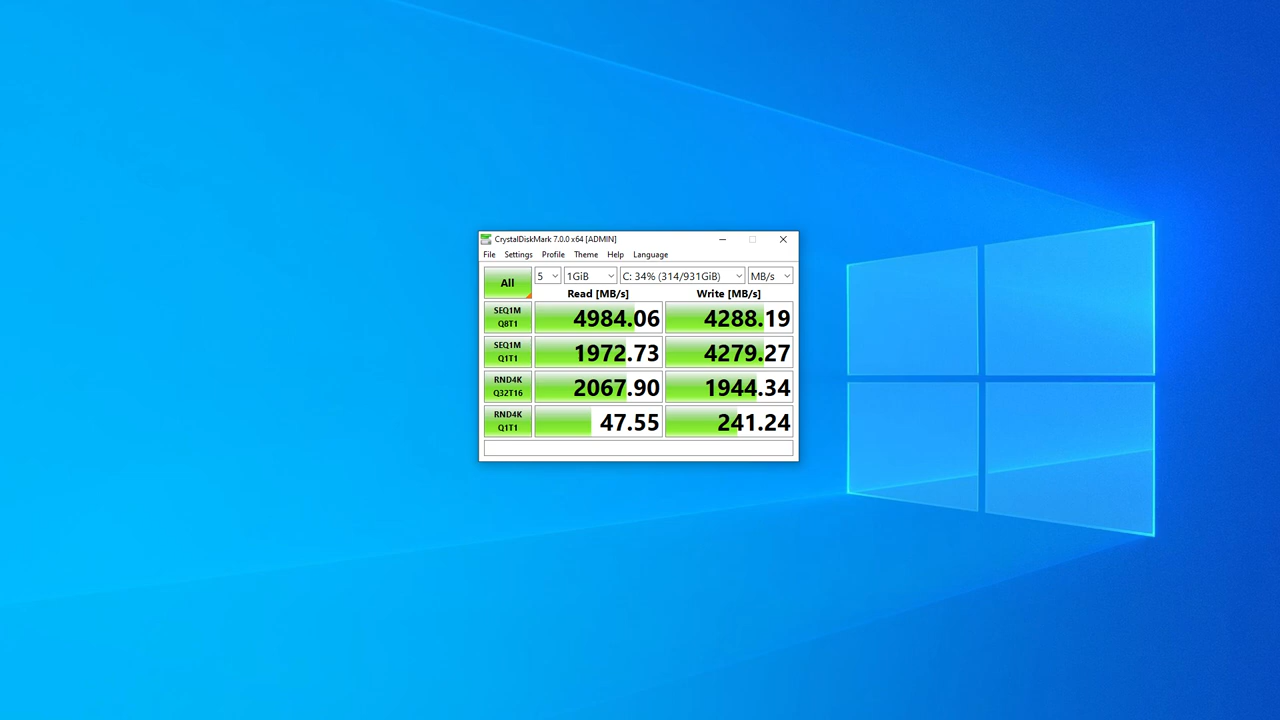 CrystalDiskMark 7.0.0 x64 [ADMIN]
File Settings Profile Theme Help Language
All 5 1GiB C: 34% (314/931GiB) MB/s
Read [MB/s] Write [MB/s]
SEQ1M
Q8T1
4984.06 4288.19
SEQ1M
Q1T1
1972.73 4279.27
RND4K
Q32T16
2067.90 1944.34
RND4K
Q1T1
47.55 241.24